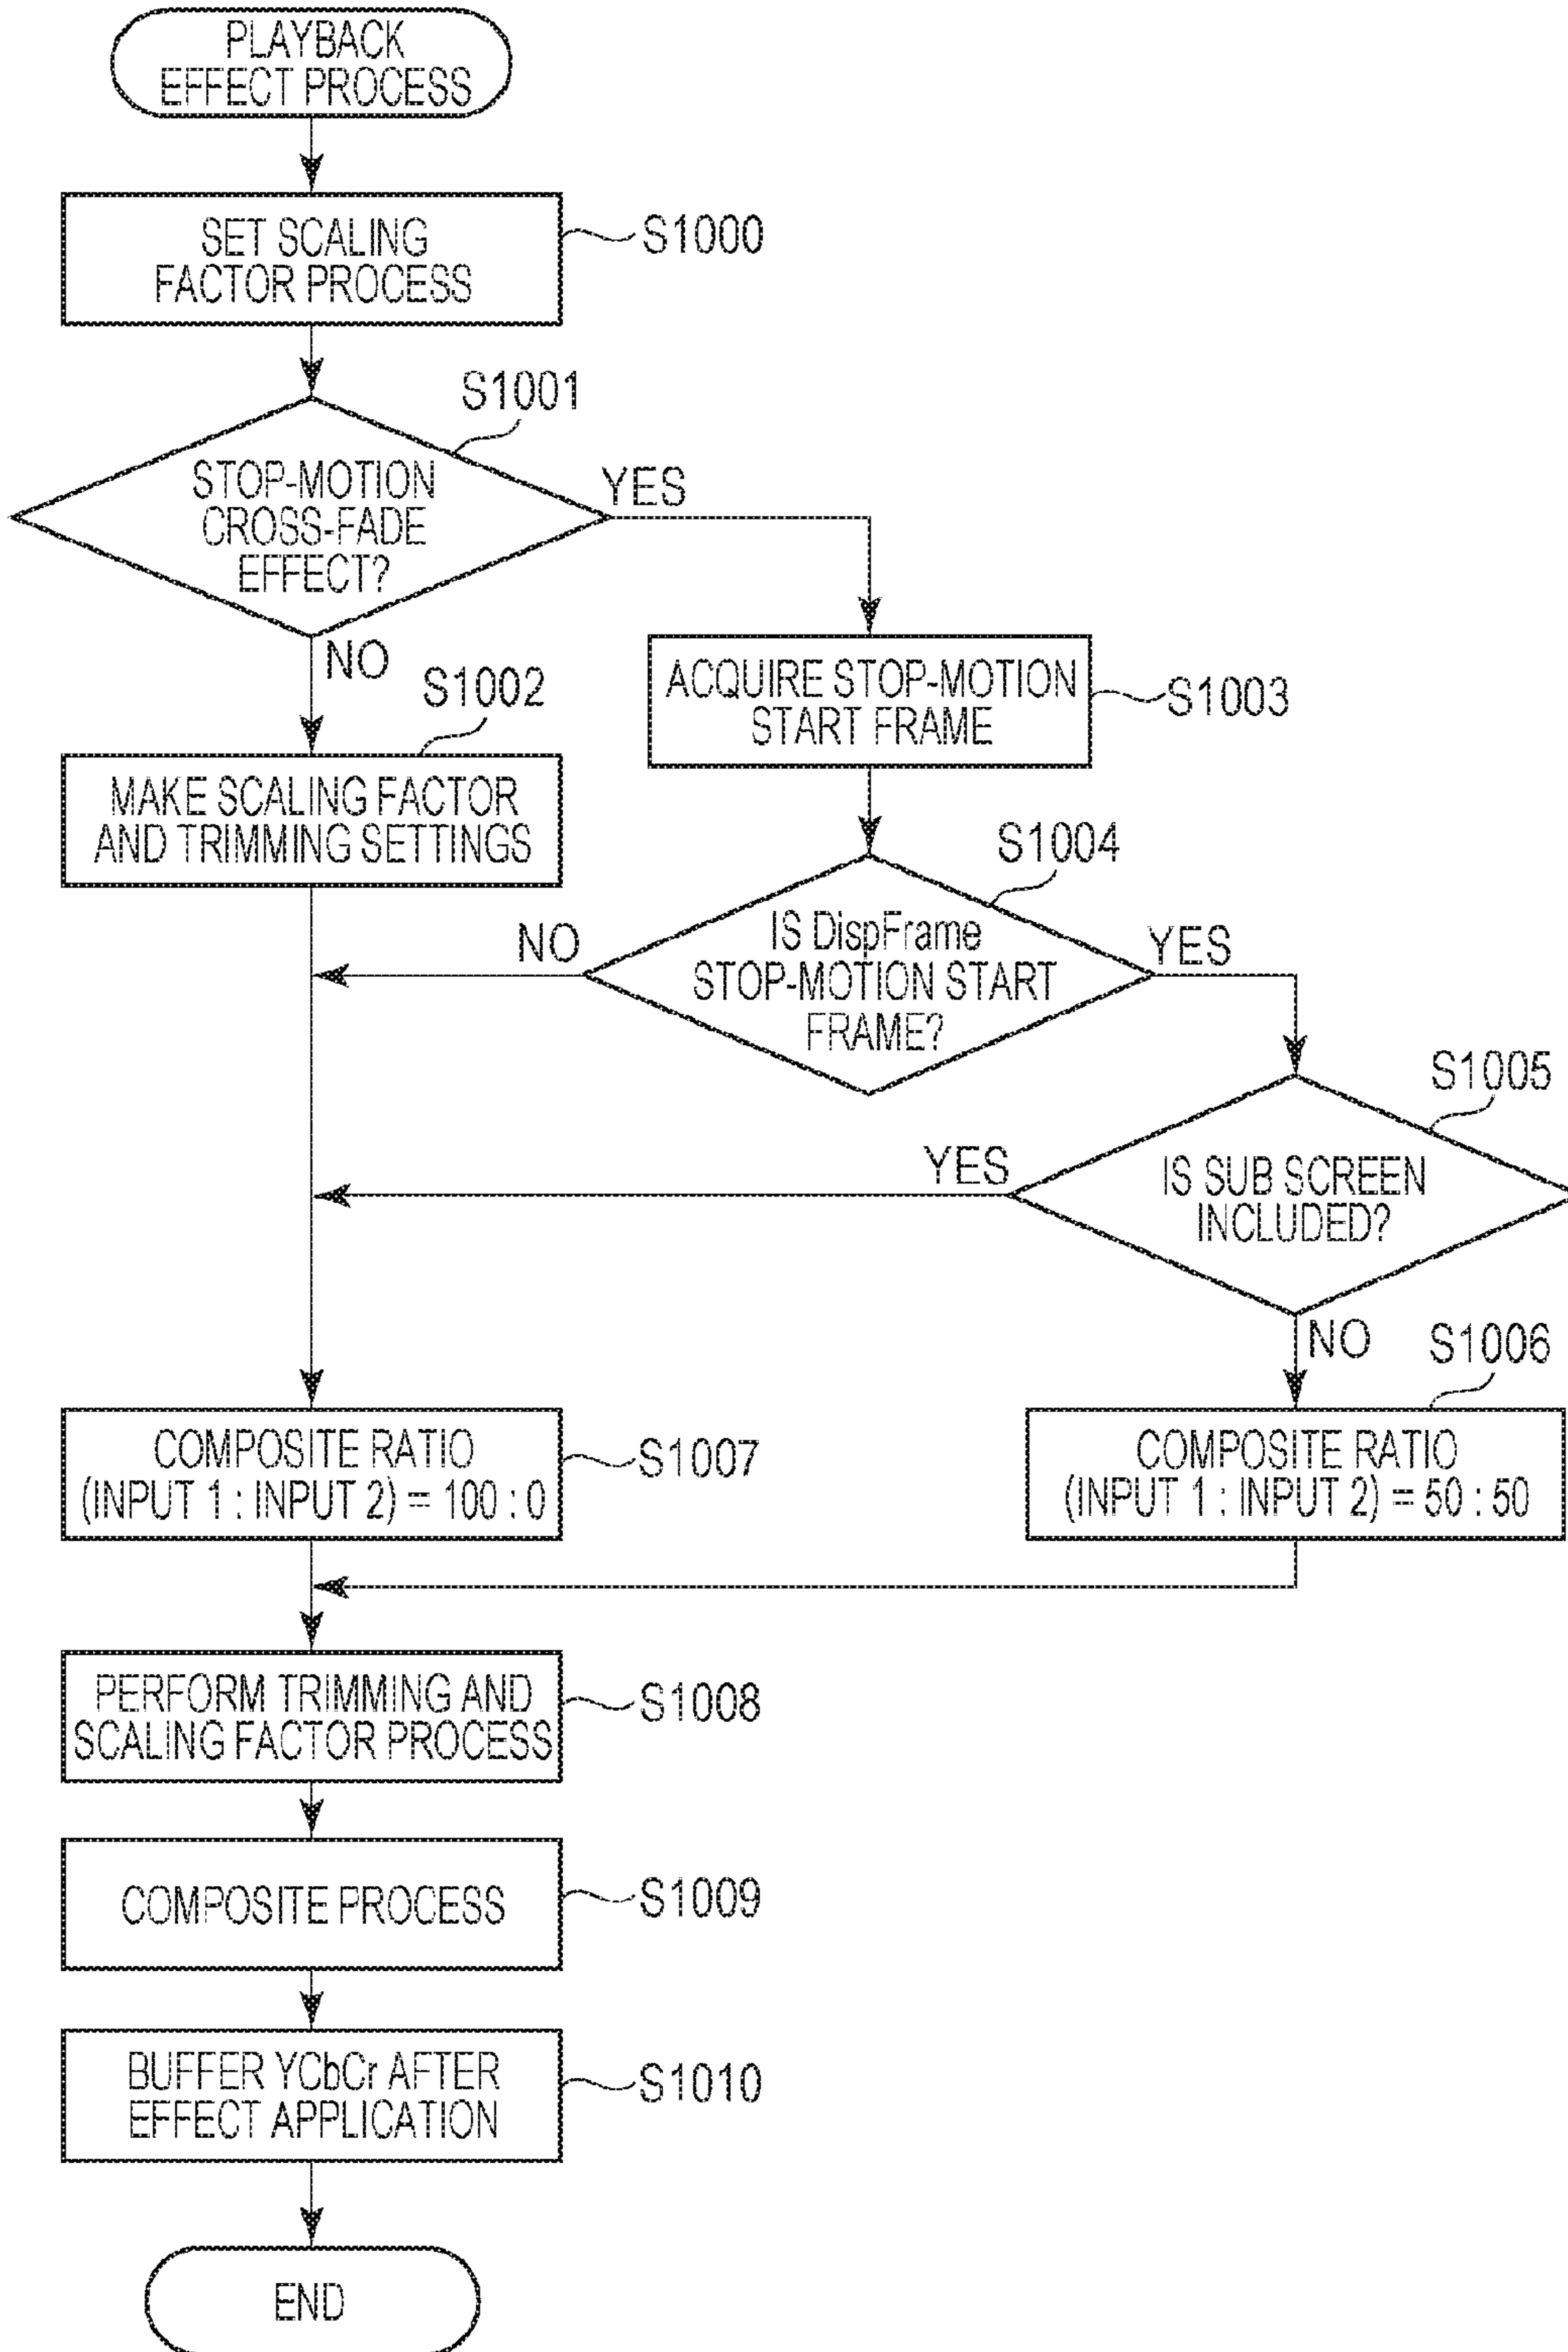 PLAYBACK
EFFECT PROCESS
SET SCALING
FACTOR PROCESS
S1000
S1001
STOP-MOTION
CROSS-FADE
EFFECT?
YES
NO
S1002
MAKE SCALING FACTOR
AND TRIMMING SETTINGS
ACQUIRE STOP-MOTION
START FRAME
S1003
S1004
IS DispFrame
STOP-MOTION START
FRAME?
NO
YES
S1005
IS SUB SCREEN
INCLUDED?
YES
NO
S1006
COMPOSITE RATIO
(INPUT 1 : INPUT 2) = 50 : 50
COMPOSITE RATIO
(INPUT 1 : INPUT 2) = 100 : 0
S1007
PERFORM TRIMMING AND
SCALING FACTOR PROCESS
S1008
COMPOSITE PROCESS
S1009
BUFFER YCbCr AFTER
EFFECT APPLICATION
S1010
END